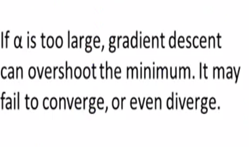 If α is too large, gradient descent
can overshoot the minimum. It may
fail to converge, or even diverge.